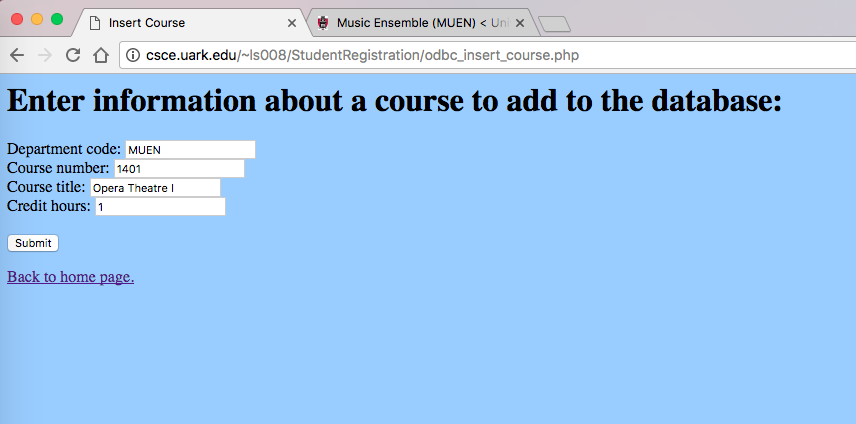 Insert Course
Music Ensemble (MUEN) < Uni
csce.uark.edu/~ls008/StudentRegistration/odbc_insert_course.php
Enter information about a course to add to the database:
Department code: MUEN
Course number: 1401
Course title: Opera Theatre I
Credit hours: 1
Submit
Back to home page.